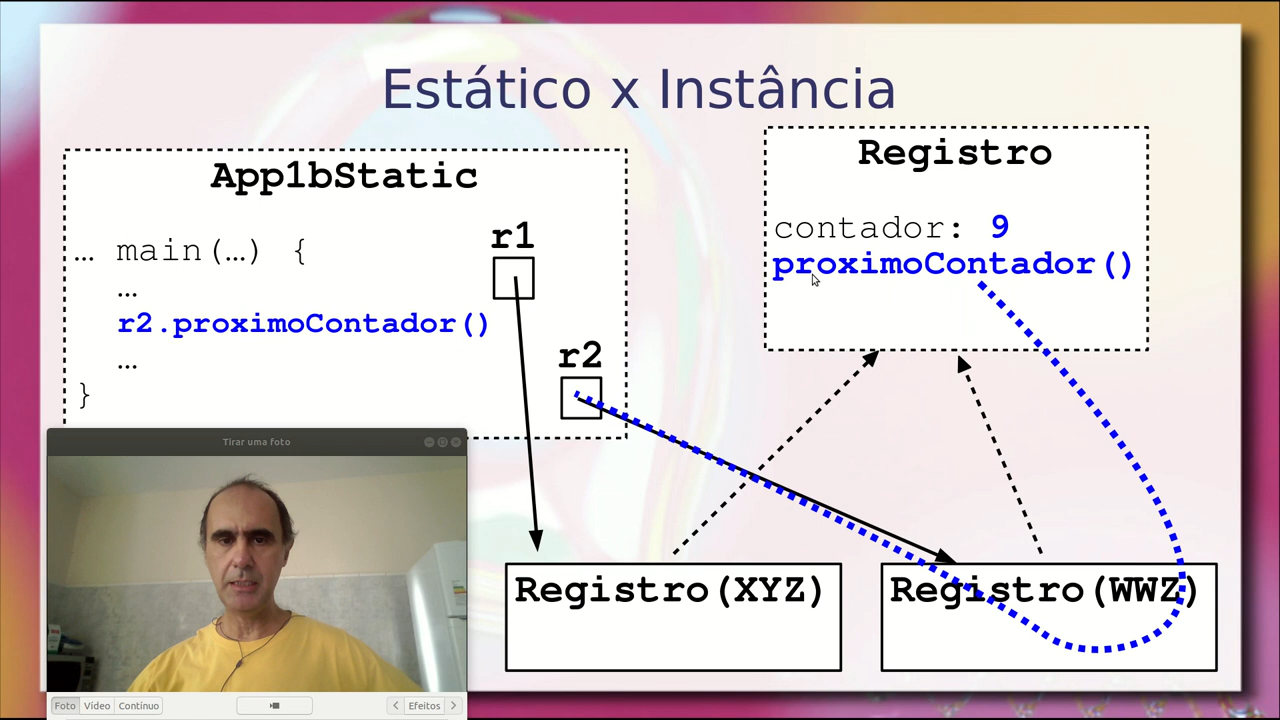 Estático x Instância
App1bStatic
… main(…) {
…
r2.proximoContador()
…
}
r1
r2
Registro
contador: 9
proximoContador()
Registro(XYZ)
Registro(WWZ)
Tirar uma foto
Foto
Vídeo
Contínuo
Efeitos